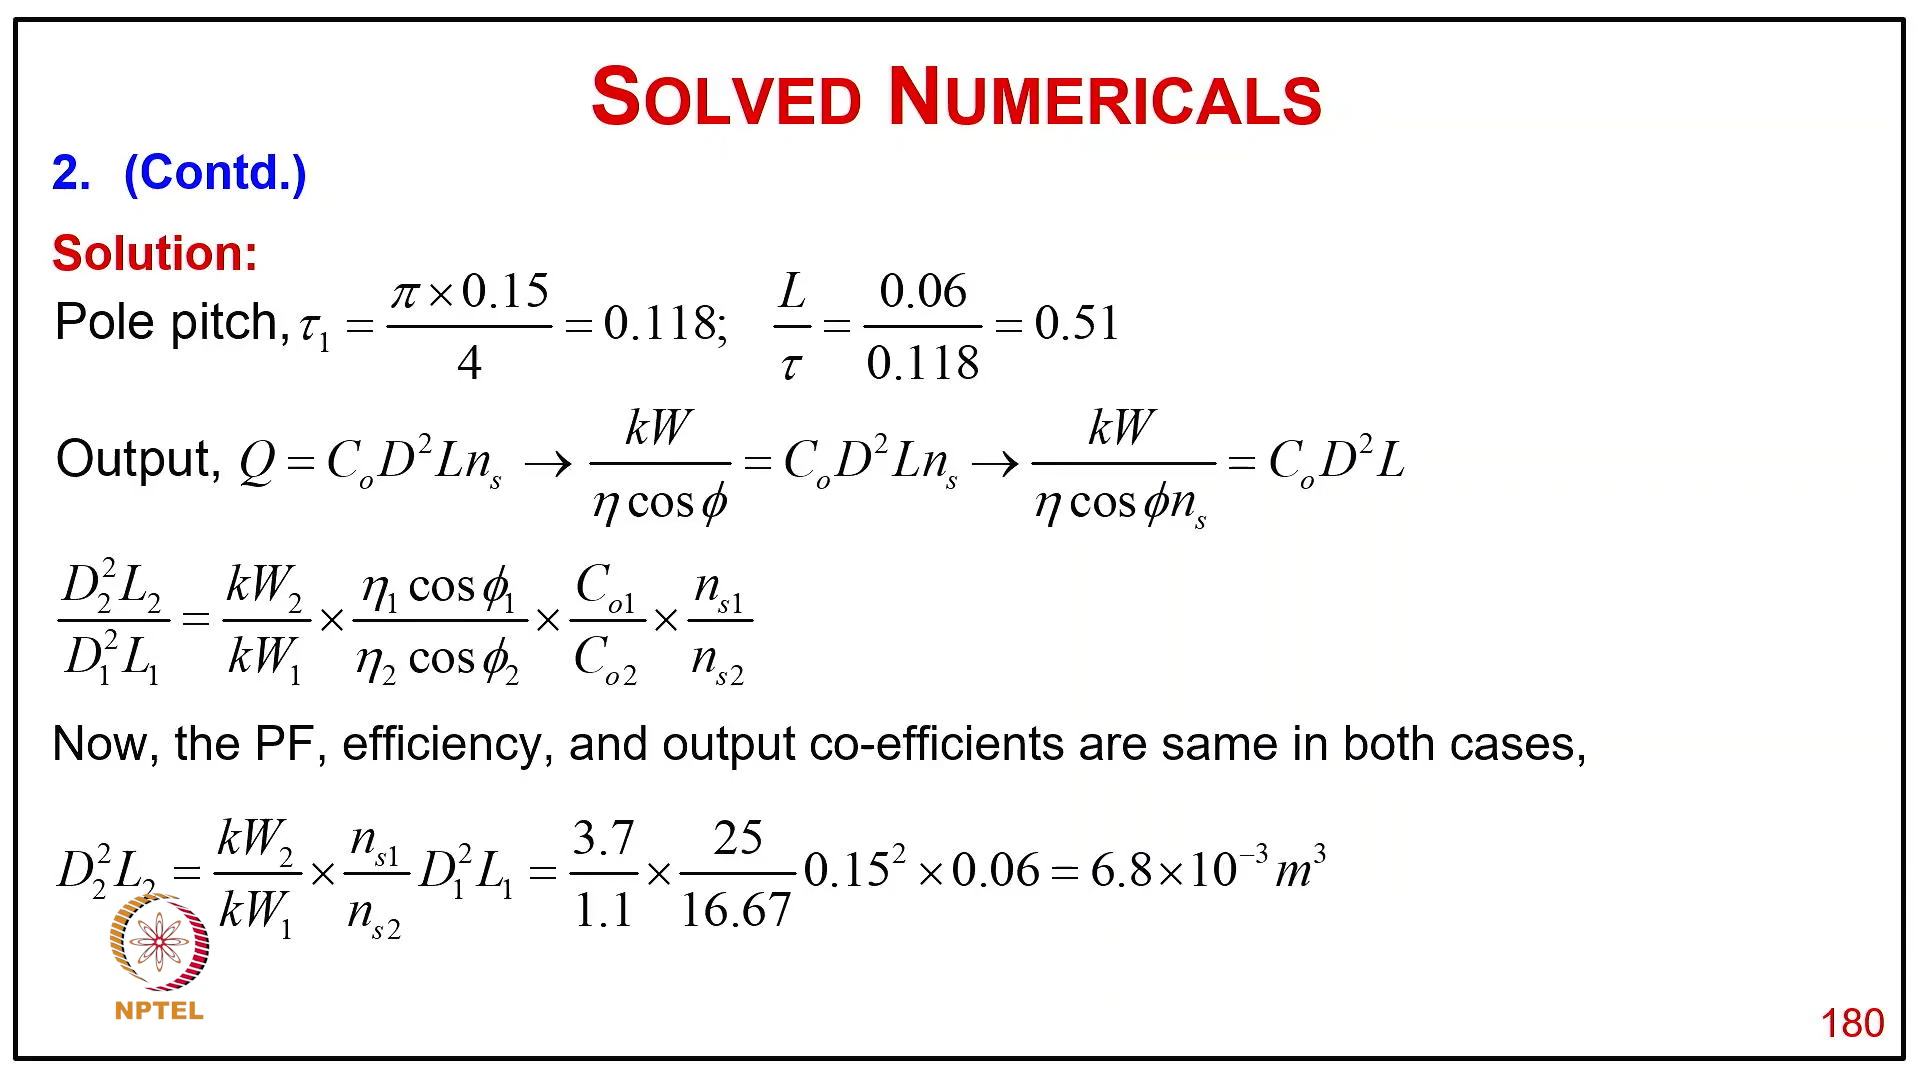 SOLVED NUMERICALS
2. (Contd.)
Solution:
Pole pitch, τ₁ = (π × 0.15)/4 = 0.118; L/τ = 0.06/0.118 = 0.51
Output, Q = CₒD²Lnₛ → kW/(η cos ϕ) = CₒD²Lnₛ → kW/(η cos ϕnₛ) = CₒD²L
(D₂²L₂)/(D₁²L₁) = kW₂/kW₁ × (η₁ cos ϕ₁)/(η₂ cos ϕ₂) × Cₒ₁/Cₒ₂ × nₛ₁/nₛ₂
Now, the PF, efficiency, and output co-efficients are same in both cases,
D₂²L₂ = kW₂/kW₁ × nₛ₁/nₛ₂ D₁²L₁ = 3.7/1.1 × 25/16.67 0.15² × 0.06 = 6.8 × 10⁻³ m³
NPTEL
180